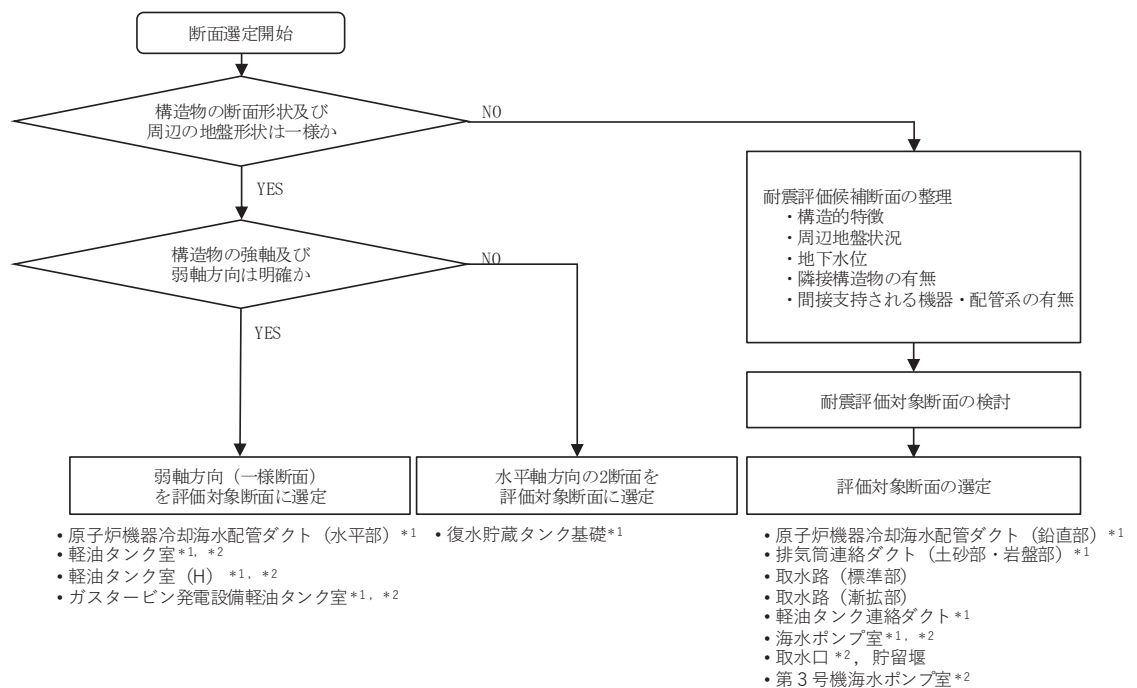 断面選定開始
構造物の断面形状及び
周辺の地盤形状は一様か
NO
YES
構造物の強軸及び
弱軸方向は明確か
NO
YES
耐震評価候補断面の整理
・構造的特徴
・周辺地盤状況
・地下水位
・隣接構造物の有無
・間接支持される機器・配管系の有無
耐震評価対象断面の検討
弱軸方向（一様断面）
を評価対象断面に選定
水平軸方向の2断面を
評価対象断面に選定
評価対象断面の選定
• 原子炉機器冷却海水配管ダクト（水平部）*1
• 軽油タンク室*1, *2
• 軽油タンク室（H）*1, *2
• ガスタービン発電設備軽油タンク室*1, *2
• 復水貯蔵タンク基礎*1
• 原子炉機器冷却海水配管ダクト（鉛直部）*1
• 排気筒連絡ダクト（土砂部・岩盤部）*1
• 取水路（標準部）
• 取水路（漸拡部）
• 軽油タンク連絡ダクト*1
• 海水ポンプ室*1, *2
• 取水口 *2，貯留堰
• 第３号機海水ポンプ室*2